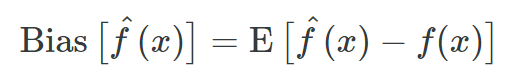 Bias [f̂ (x)] = E [f̂ (x) − f(x)]